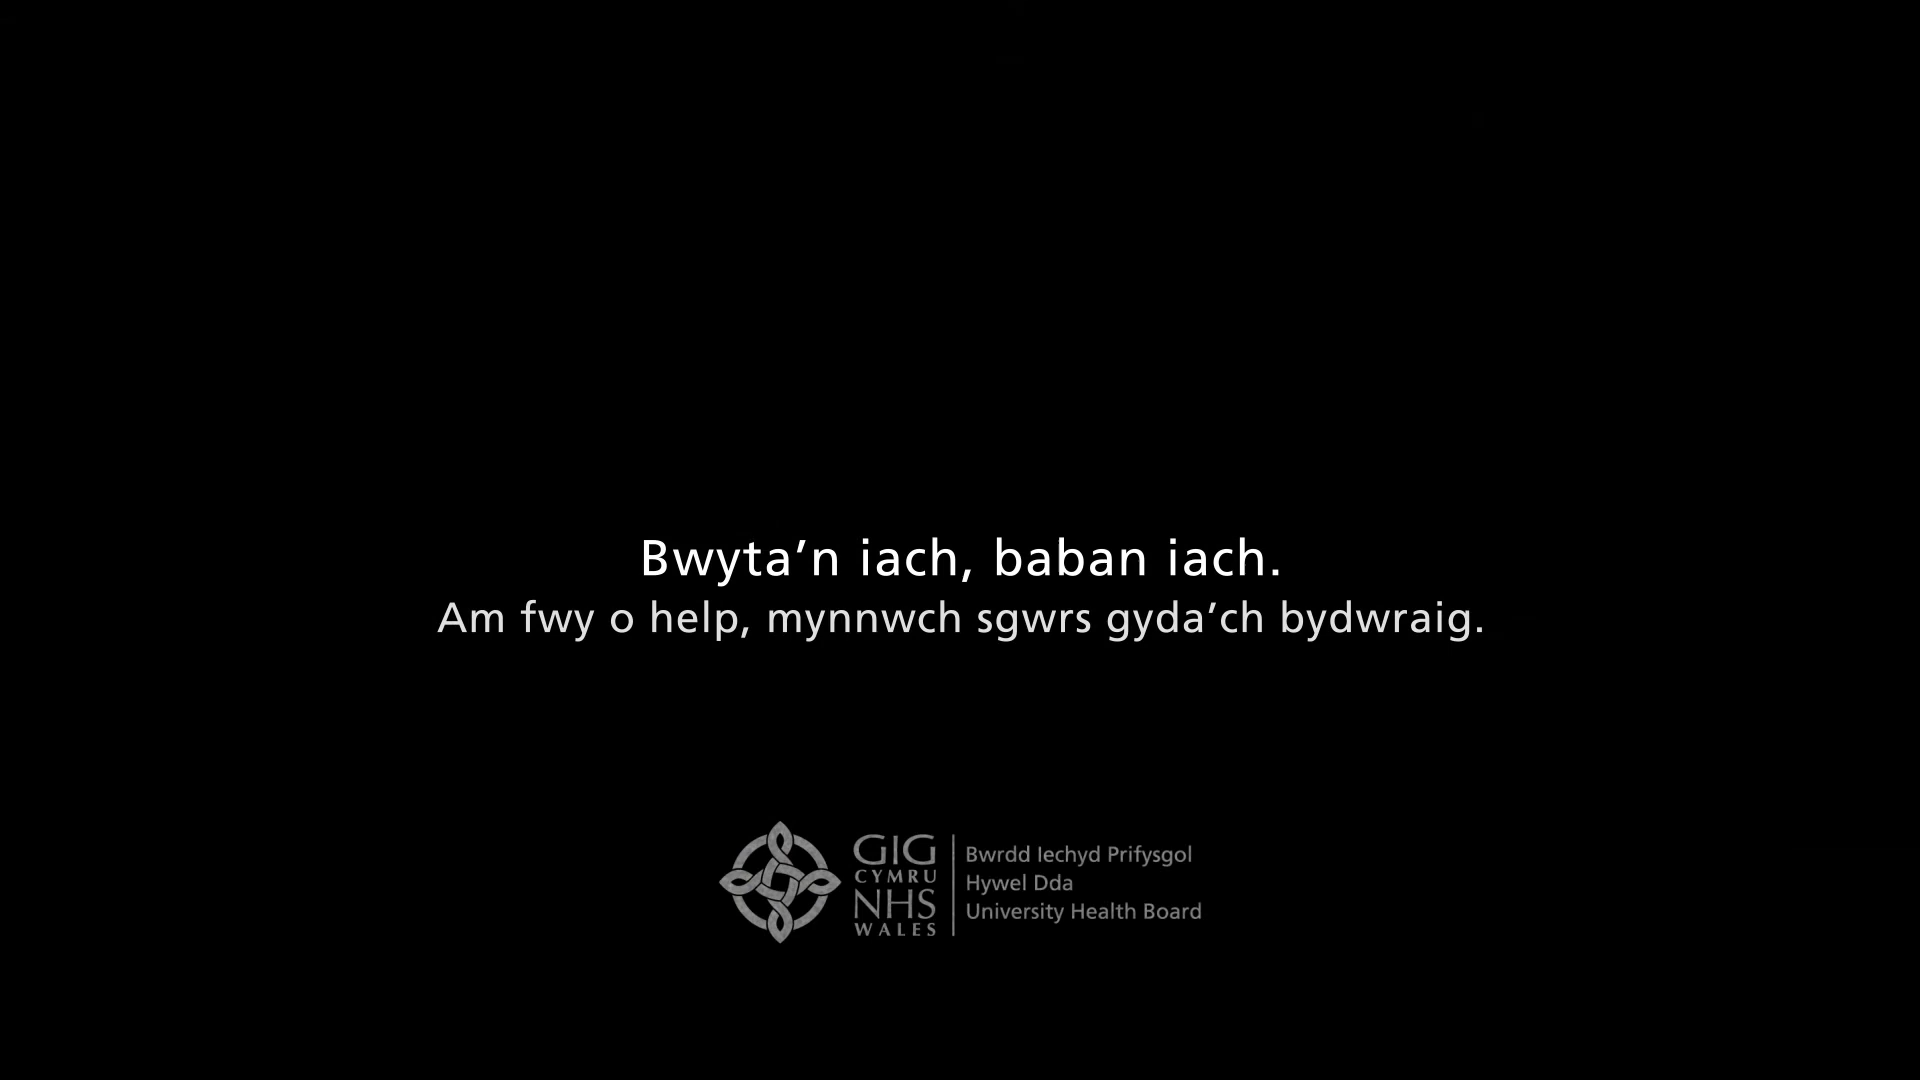 Bwyta’n iach, baban iach.
Am fwy o help, mynnwch sgwrs gyda’ch bydwraig.
GIG
CYMRU
NHS
WALES
Bwrdd Iechyd Prifysgol
Hywel Dda
University Health Board